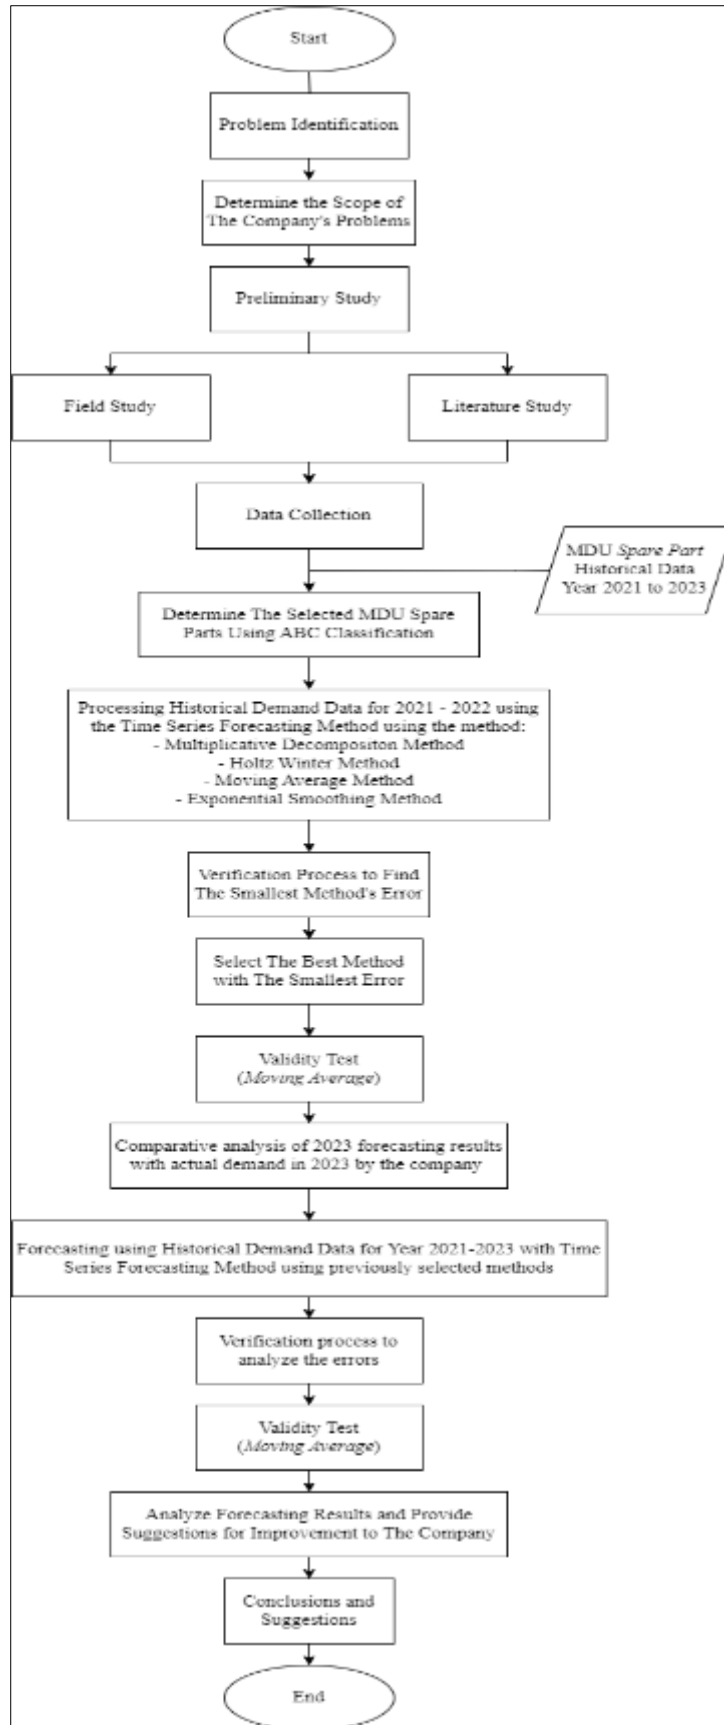 Start
Problem Identification
Determine the Scope of
The Company's Problems
Preliminary Study
Field Study
Literature Study
Data Collection
MDU Spare Part
Historical Data
Year 2021 to 2023
Determine The Selected MDU Spare
Parts Using ABC Classification
Processing Historical Demand Data for 2021 - 2022 using
the Time Series Forecasting Method using the method:
- Multiplicative Decompositon Method
- Holtz Winter Method
- Moving Average Method
- Exponential Smoothing Method
Verification Process to Find
The Smallest Method's Error
Select The Best Method
with The Smallest Error
Validity Test
(Moving Average)
Comparative analysis of 2023 forecasting results
with actual demand in 2023 by the company
Forecasting using Historical Demand Data for Year 2021-2023 with Time
Series Forecasting Method using previously selected methods
Verification process to
analyze the errors
Validity Test
(Moving Average)
Analyze Forecasting Results and Provide
Suggestions for Improvement to The Company
Conclusions and
Suggestions
End